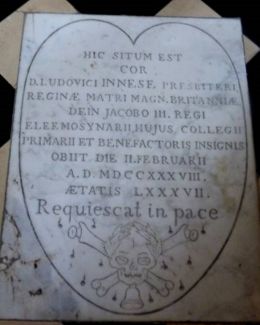 HIC SITUM EST
COR
D. LUDOVICI INNESE PRESBITERI,
REGINÆ MATRI MAGN. BRITANNIÆ
DEIN JACOBO III. REGI
ELEEMOSYNARII, HUJUS COLLEGII
PRIMARII ET BENEFACTORIS INSIGNIS
OBIIT DIE II. FEBRUARII
A. D. MDCCXXXVIII.
ÆTATIS LXXXVII.
Requiescat in pace